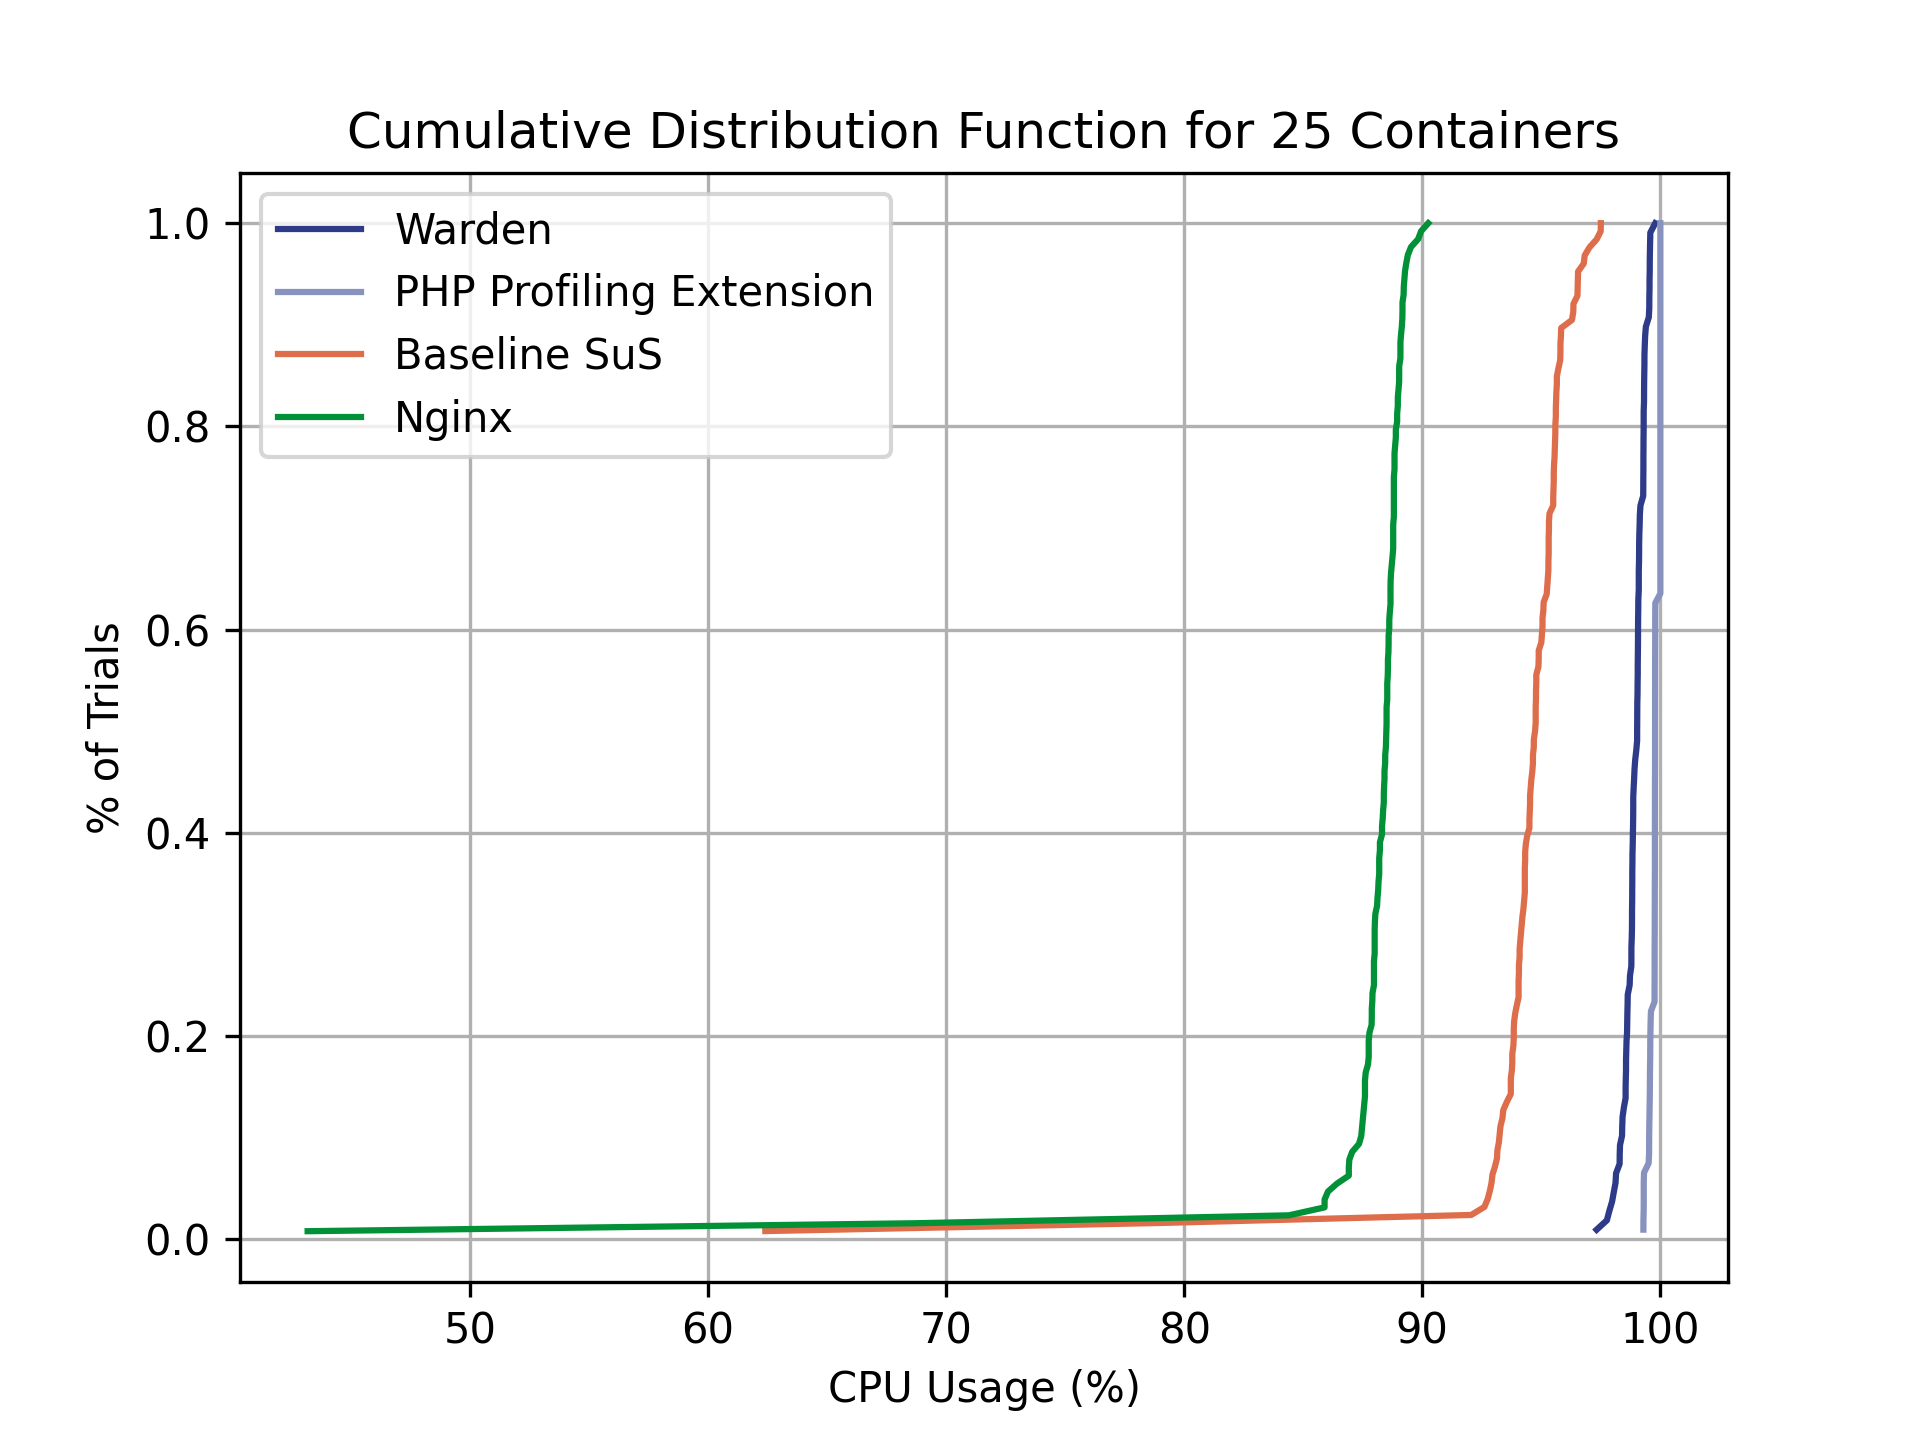 Cumulative Distribution Function for 25 Containers
Warden
PHP Profiling Extension
Baseline SuS
Nginx
1.0
0.8
0.6
0.4
0.2
0.0
% of Trials
50 60 70 80 90 100
CPU Usage (%)